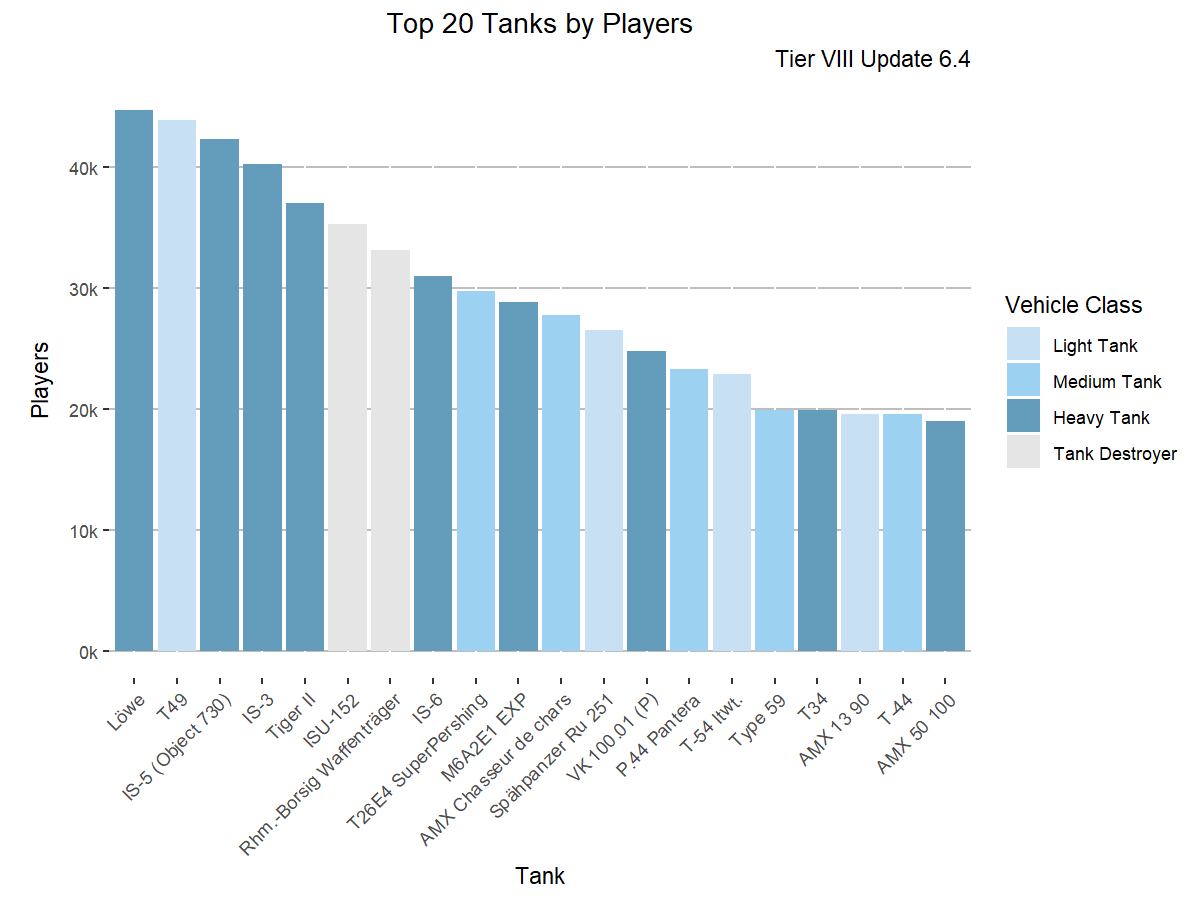 Top 20 Tanks by Players
Tier VIII Update 6.4
Players
40k
30k
20k
10k
0k
Löwe
T49
IS-5 (Object 730)
IS-3
Tiger II
ISU-152
Rhm.-Borsig Waffenträger
IS-6
T26E4 SuperPershing
M6A2E1 EXP
AMX Chasseur de chars
Spähpanzer Ru 251
VK 100.01 (P)
P.44 Pantera
T-54 ltwt.
Type 59
T34
AMX 13 90
T-44
AMX 50 100
Tank
Vehicle Class
Light Tank
Medium Tank
Heavy Tank
Tank Destroyer